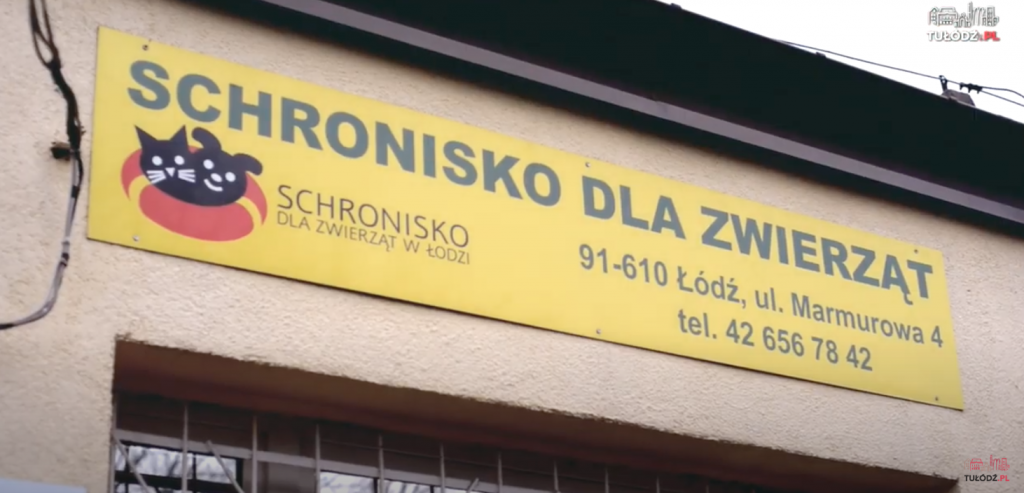 TUŁÓDŹ.PL
SCHRONISKO DLA ZWIERZĄT
SCHRONISKO
DLA ZWIERZĄT W ŁODZI
91-610 Łódź, ul. Marmurowa 4
tel. 42 656 78 42
TUŁÓDŹ.PL